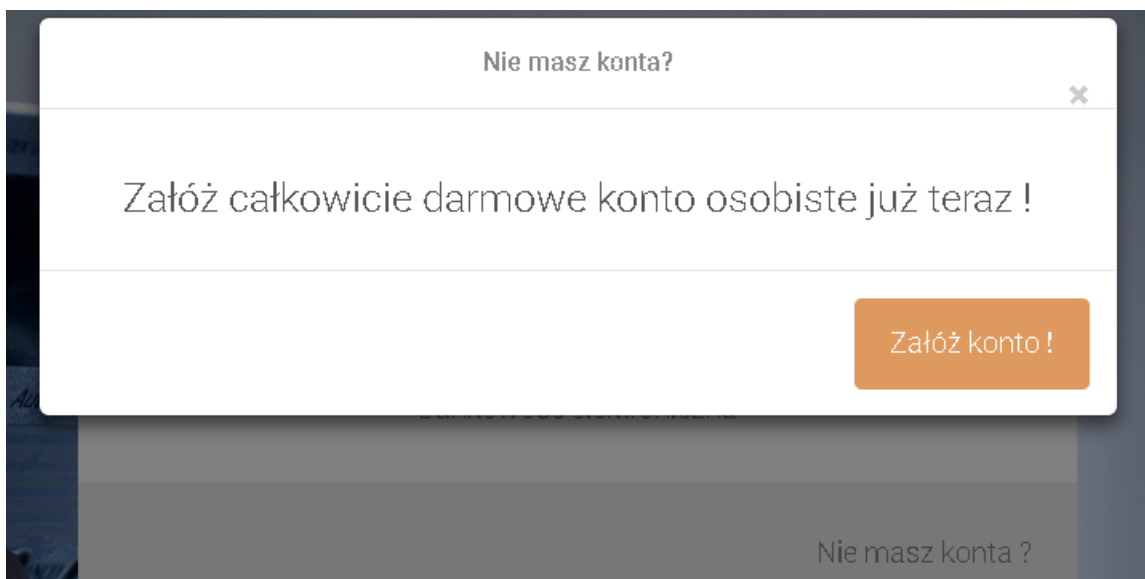 Nie masz konta?
×
Załóż całkowicie darmowe konto osobiste już teraz !
Załóż konto !
Nie masz konta ?